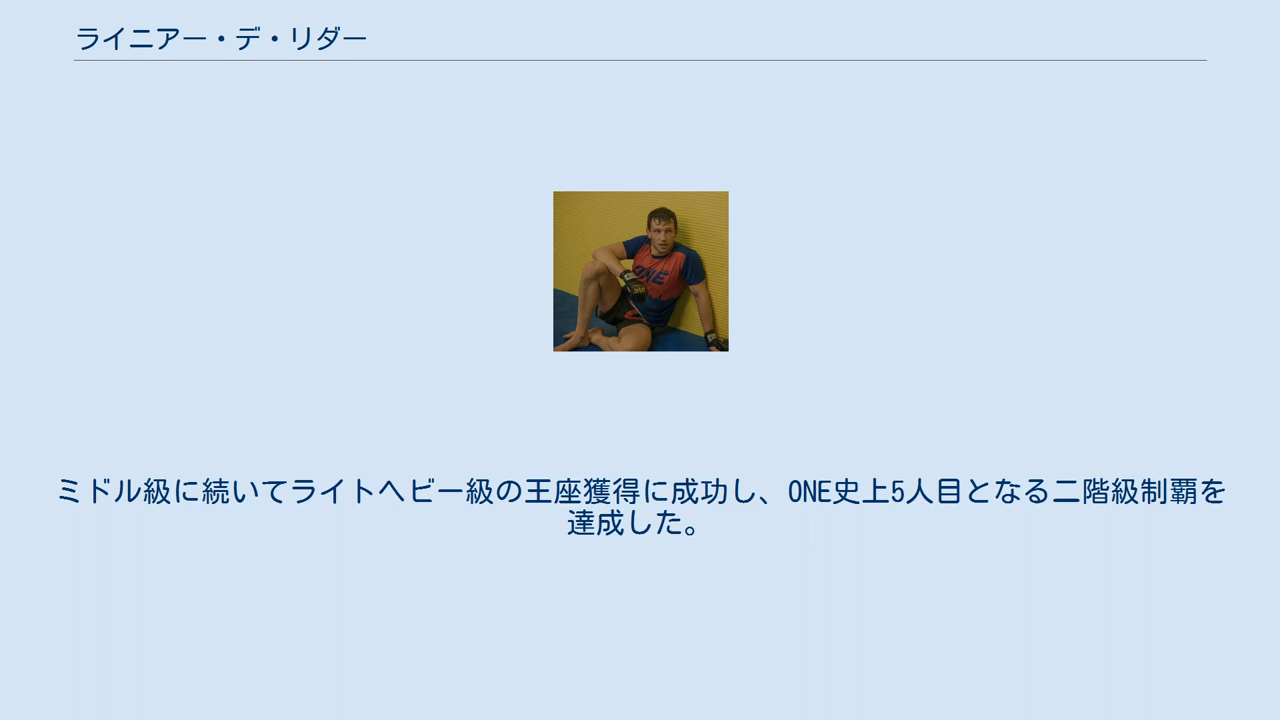 ライニアー・デ・リダー
ONE
ミドル級に続いてライトヘビー級の王座獲得に成功し、ONE史上5人目となる二階級制覇を
達成した。